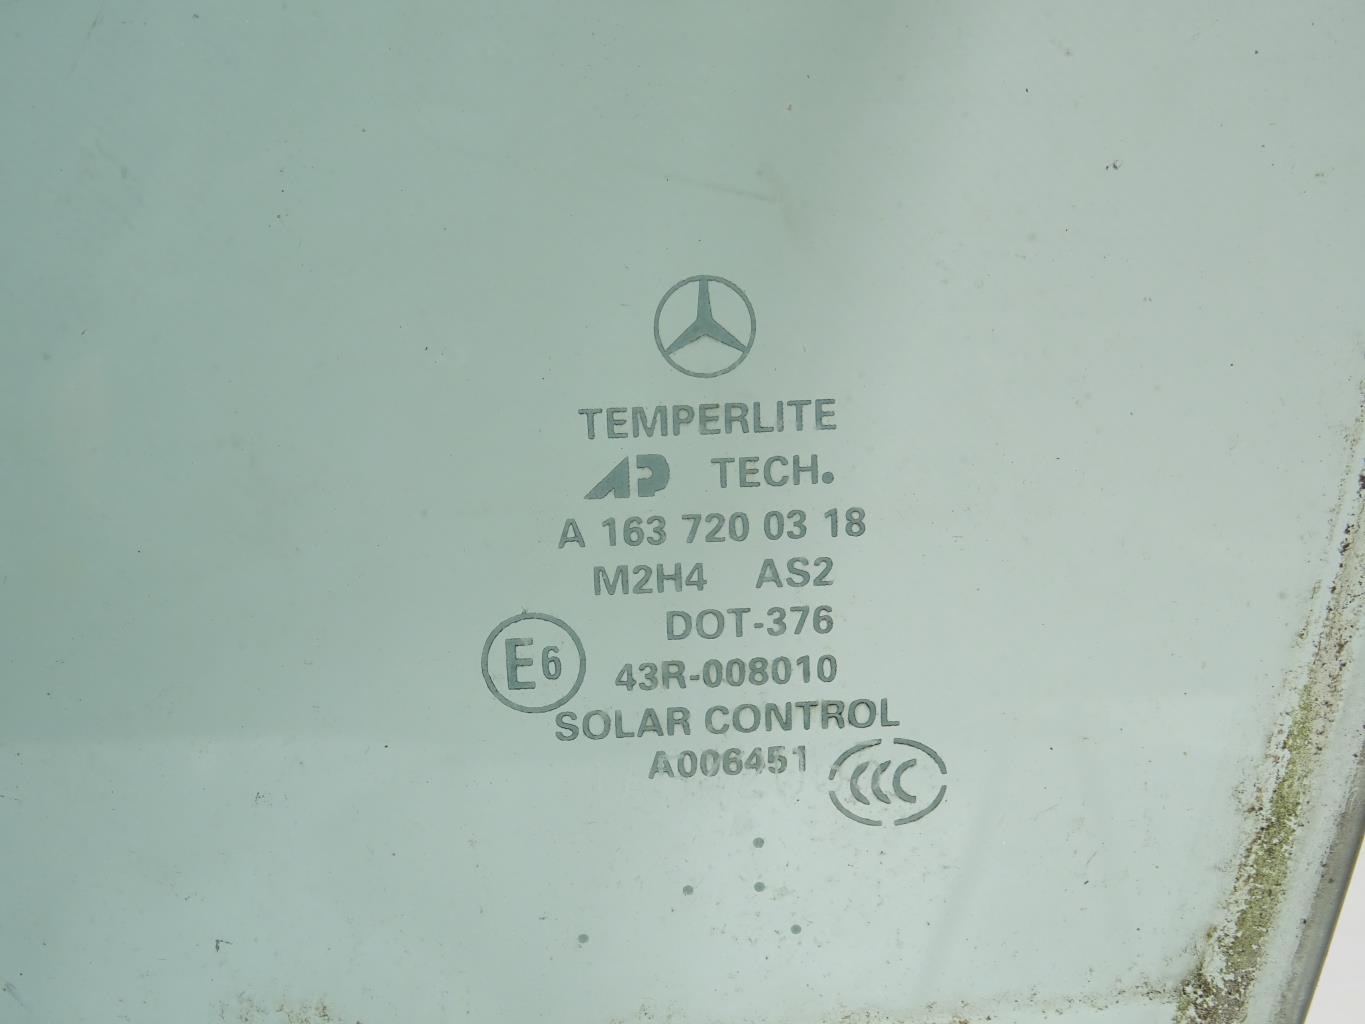 TEMPERLITE
AP TECH.
A 163 720 03 18
M2H4 AS2
DOT-376
E6 43R-008010
SOLAR CONTROL
A006451 CCC